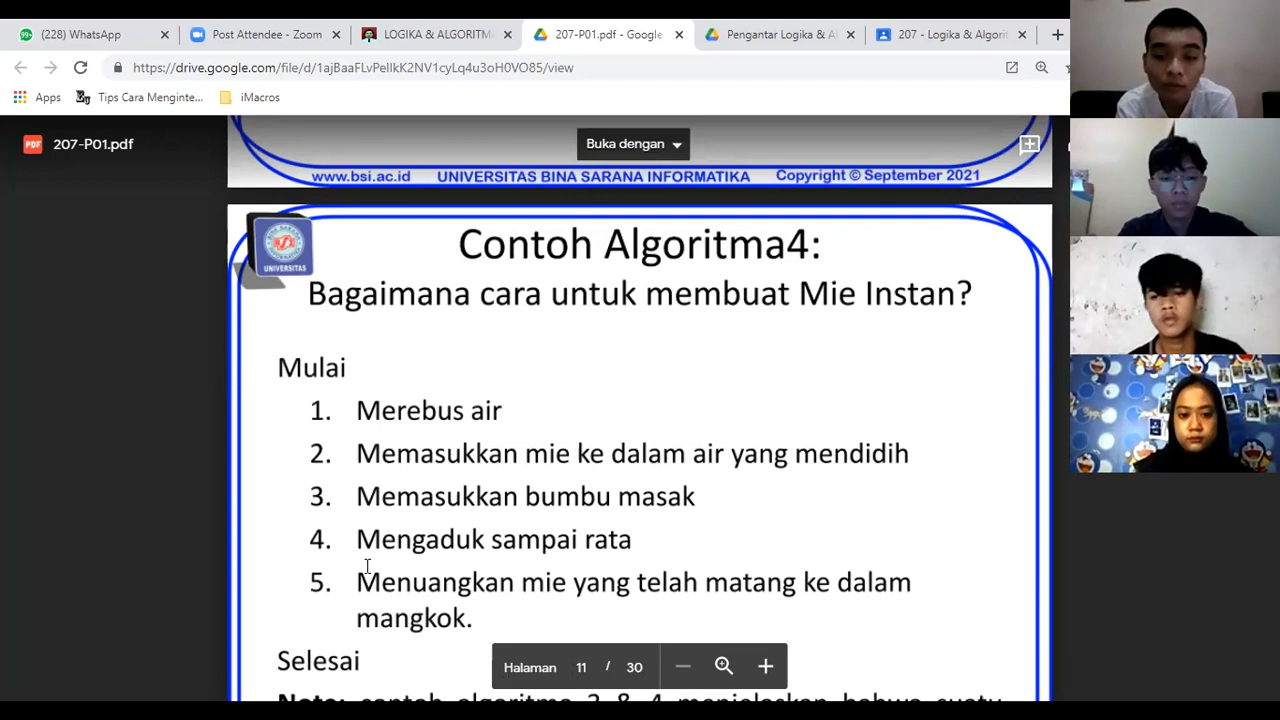 (228) WhatsApp
Post Attendee - Zoom
LOGIKA & ALGORITM
207-P01.pdf - Google
Pengantar Logika & Al
207 - Logika & Algorit
https://drive.google.com/file/d/1ajBaaFLvPelIkK2NV1cyLq4u3oH0VO85/view
Apps
Tips Cara Menginte...
iMacros
PDF
207-P01.pdf
Buka dengan
www.bsi.ac.id UNIVERSITAS BINA SARANA INFORMATIKA Copyright © September 2021
UNIVERSITAS
Contoh Algoritma4:
Bagaimana cara untuk membuat Mie Instan?
Mulai
1. Merebus air
2. Memasukkan mie ke dalam air yang mendidih
3. Memasukkan bumbu masak
4. Mengaduk sampai rata
5. Menuangkan mie yang telah matang ke dalam
mangkok.
Selesai
Halaman 11 / 30
Note: contoh algoritma 3 & 4 menjelaskan bahwa suatu